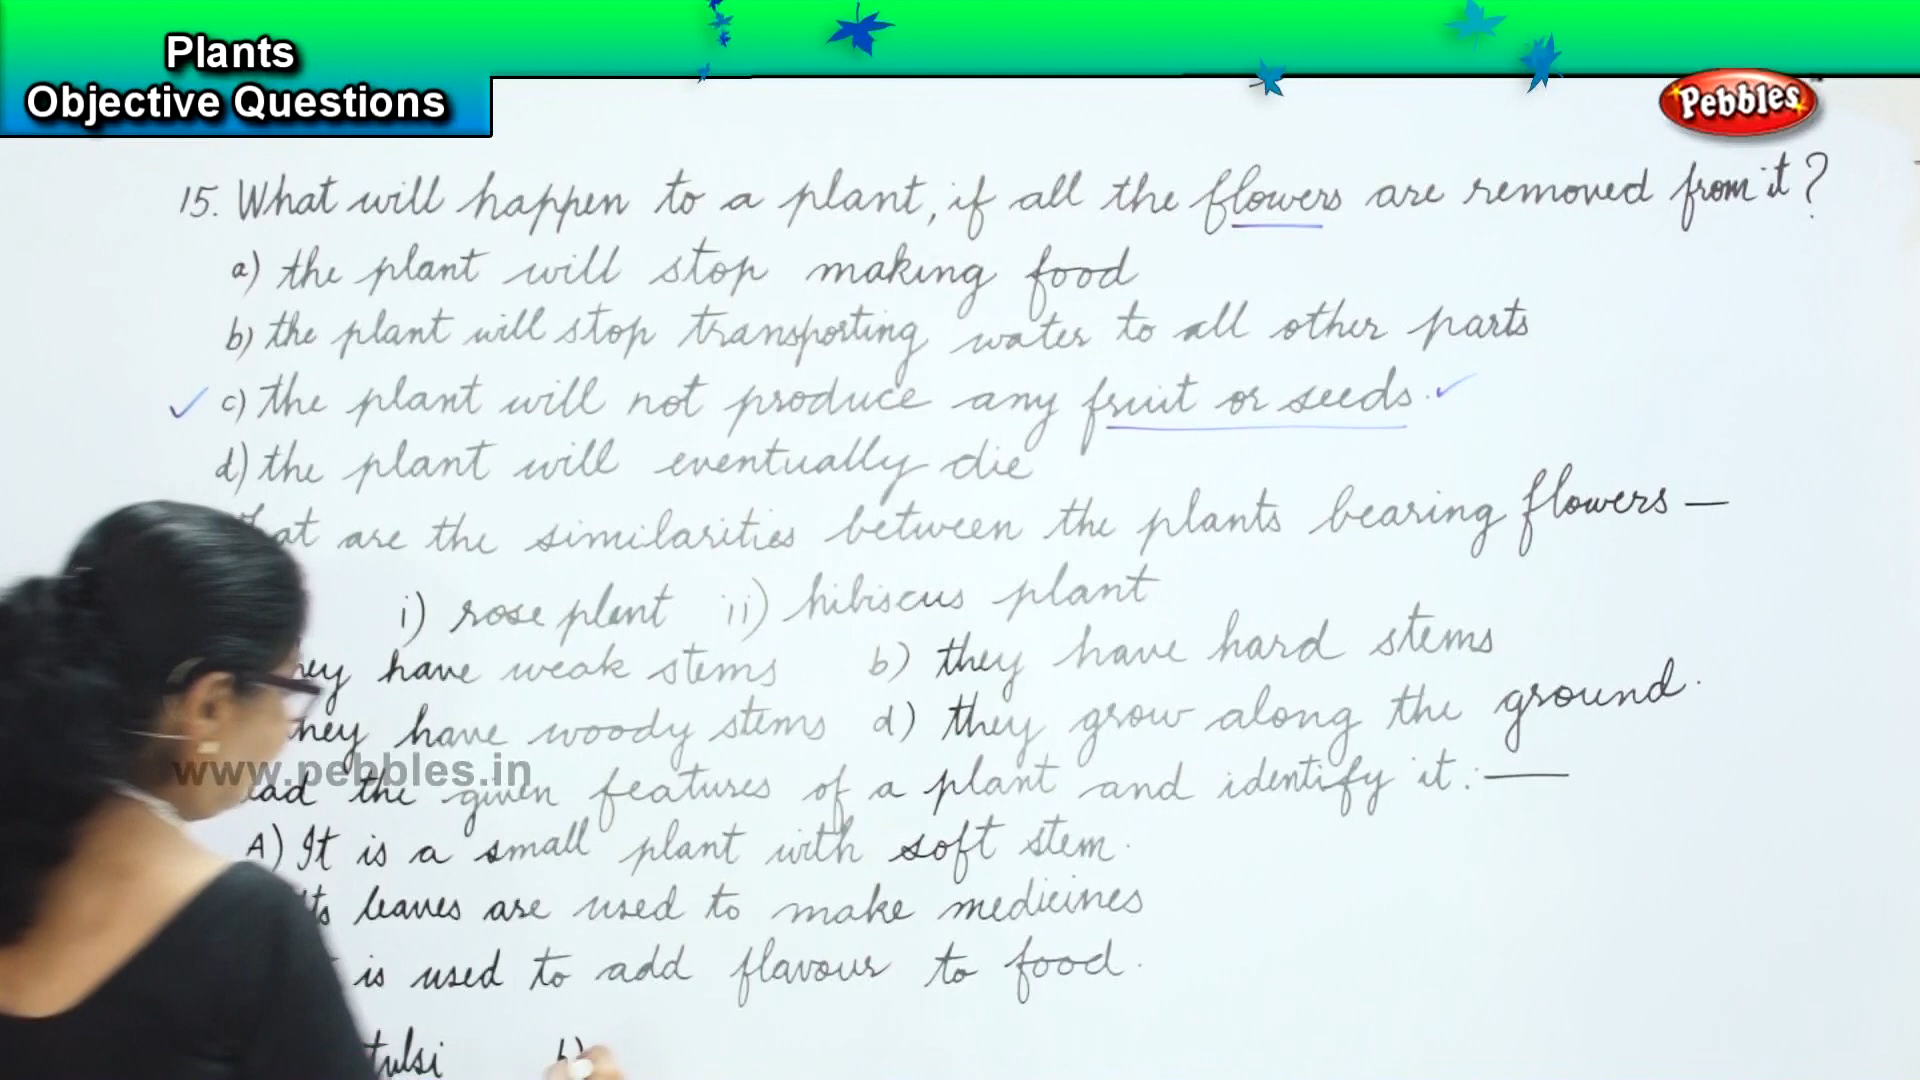 Plants
Objective Questions
Pebbles
15. What will happen to a plant, if all the flowers are removed from it?
a) the plant will stop making food
b) the plant will stop transporting water to all other parts
c) the plant will not produce any fruit or seeds.
d) the plant will eventually die
are the similarities between the plants bearing flowers —
i) rose plant ii) hibiscus plant
have weak stems b) they have hard stems
have woody stems d) they grow along the ground.
www.pebbles.in
the given features of a plant and identify it: —
A) It is a small plant with soft stem.
leaves are used to make medicines
is used to add flavour to food.
tulsi b)